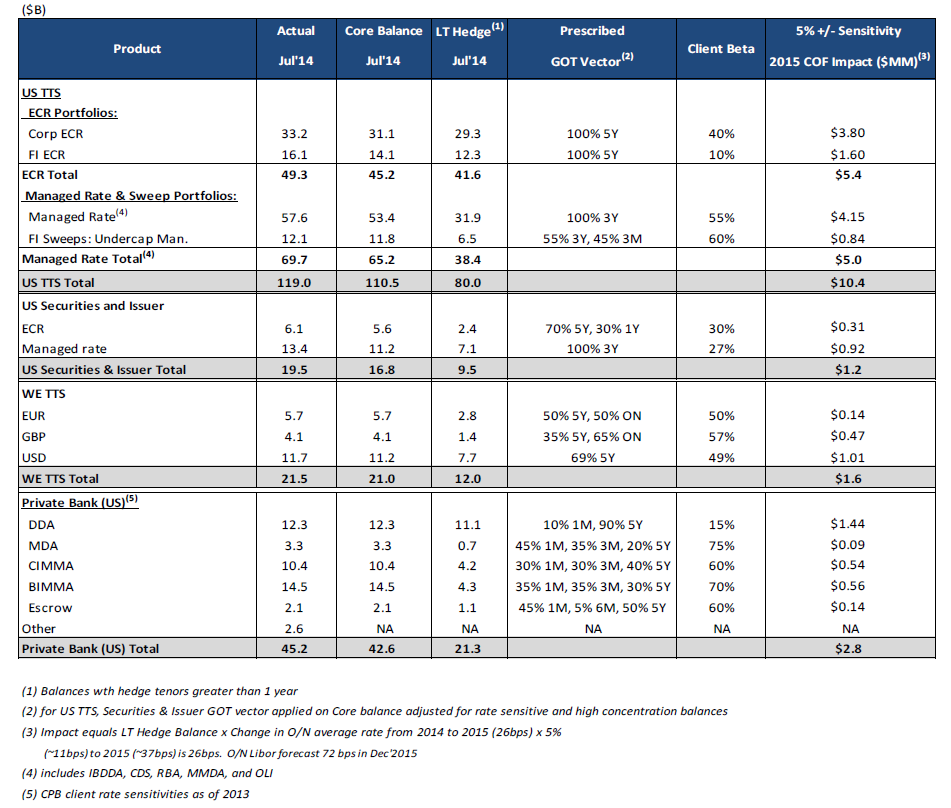 ($B)
Product Actual Jul'14 Core Balance Jul'14 LT Hedge(1) Jul'14 Prescribed GOT Vector(2) Client Beta 5% +/- Sensitivity 2015 COF Impact ($MM)(3)
US TTS
ECR Portfolios:
Corp ECR 33.2 31.1 29.3 100% 5Y 40% $3.80
FI ECR 16.1 14.1 12.3 100% 5Y 10% $1.60
ECR Total 49.3 45.2 41.6 $5.4
Managed Rate & Sweep Portfolios:
Managed Rate(4) 57.6 53.4 31.9 100% 3Y 55% $4.15
FI Sweeps: Undercap Man. 12.1 11.8 6.5 55% 3Y, 45% 3M 60% $0.84
Managed Rate Total(4) 69.7 65.2 38.4 $5.0
US TTS Total 119.0 110.5 80.0 $10.4
US Securities and Issuer
ECR 6.1 5.6 2.4 70% 5Y, 30% 1Y 30% $0.31
Managed rate 13.4 11.2 7.1 100% 3Y 27% $0.92
US Securities & Issuer Total 19.5 16.8 9.5 $1.2
WE TTS
EUR 5.7 5.7 2.8 50% 5Y, 50% ON 50% $0.14
GBP 4.1 4.1 1.4 35% 5Y, 65% ON 57% $0.47
USD 11.7 11.2 7.7 69% 5Y 49% $1.01
WE TTS Total 21.5 21.0 12.0 $1.6
Private Bank (US)(5)
DDA 12.3 12.3 11.1 10% 1M, 90% 5Y 15% $1.44
MDA 3.3 3.3 0.7 45% 1M, 35% 3M, 20% 5Y 75% $0.09
CIMMA 10.4 10.4 4.2 30% 1M, 30% 3M, 40% 5Y 60% $0.54
BIMMA 14.5 14.5 4.3 35% 1M, 35% 3M, 30% 5Y 70% $0.56
Escrow 2.1 2.1 1.1 45% 1M, 5% 6M, 50% 5Y 60% $0.14
Other 2.6 NA NA NA NA NA
Private Bank (US) Total 45.2 42.6 21.3 $2.8
(1) Balances wth hedge tenors greater than 1 year
(2) for US TTS, Securities & Issuer GOT vector applied on Core balance adjusted for rate sensitive and high concentration balances
(3) Impact equals LT Hedge Balance x Change in O/N average rate from 2014 to 2015 (26bps) x 5%
(~11bps) to 2015 (~37bps) is 26bps. O/N Libor forecast 72 bps in Dec'2015
(4) includes IBDDA, CDS, RBA, MMDA, and OLI
(5) CPB client rate sensitivities as of 2013